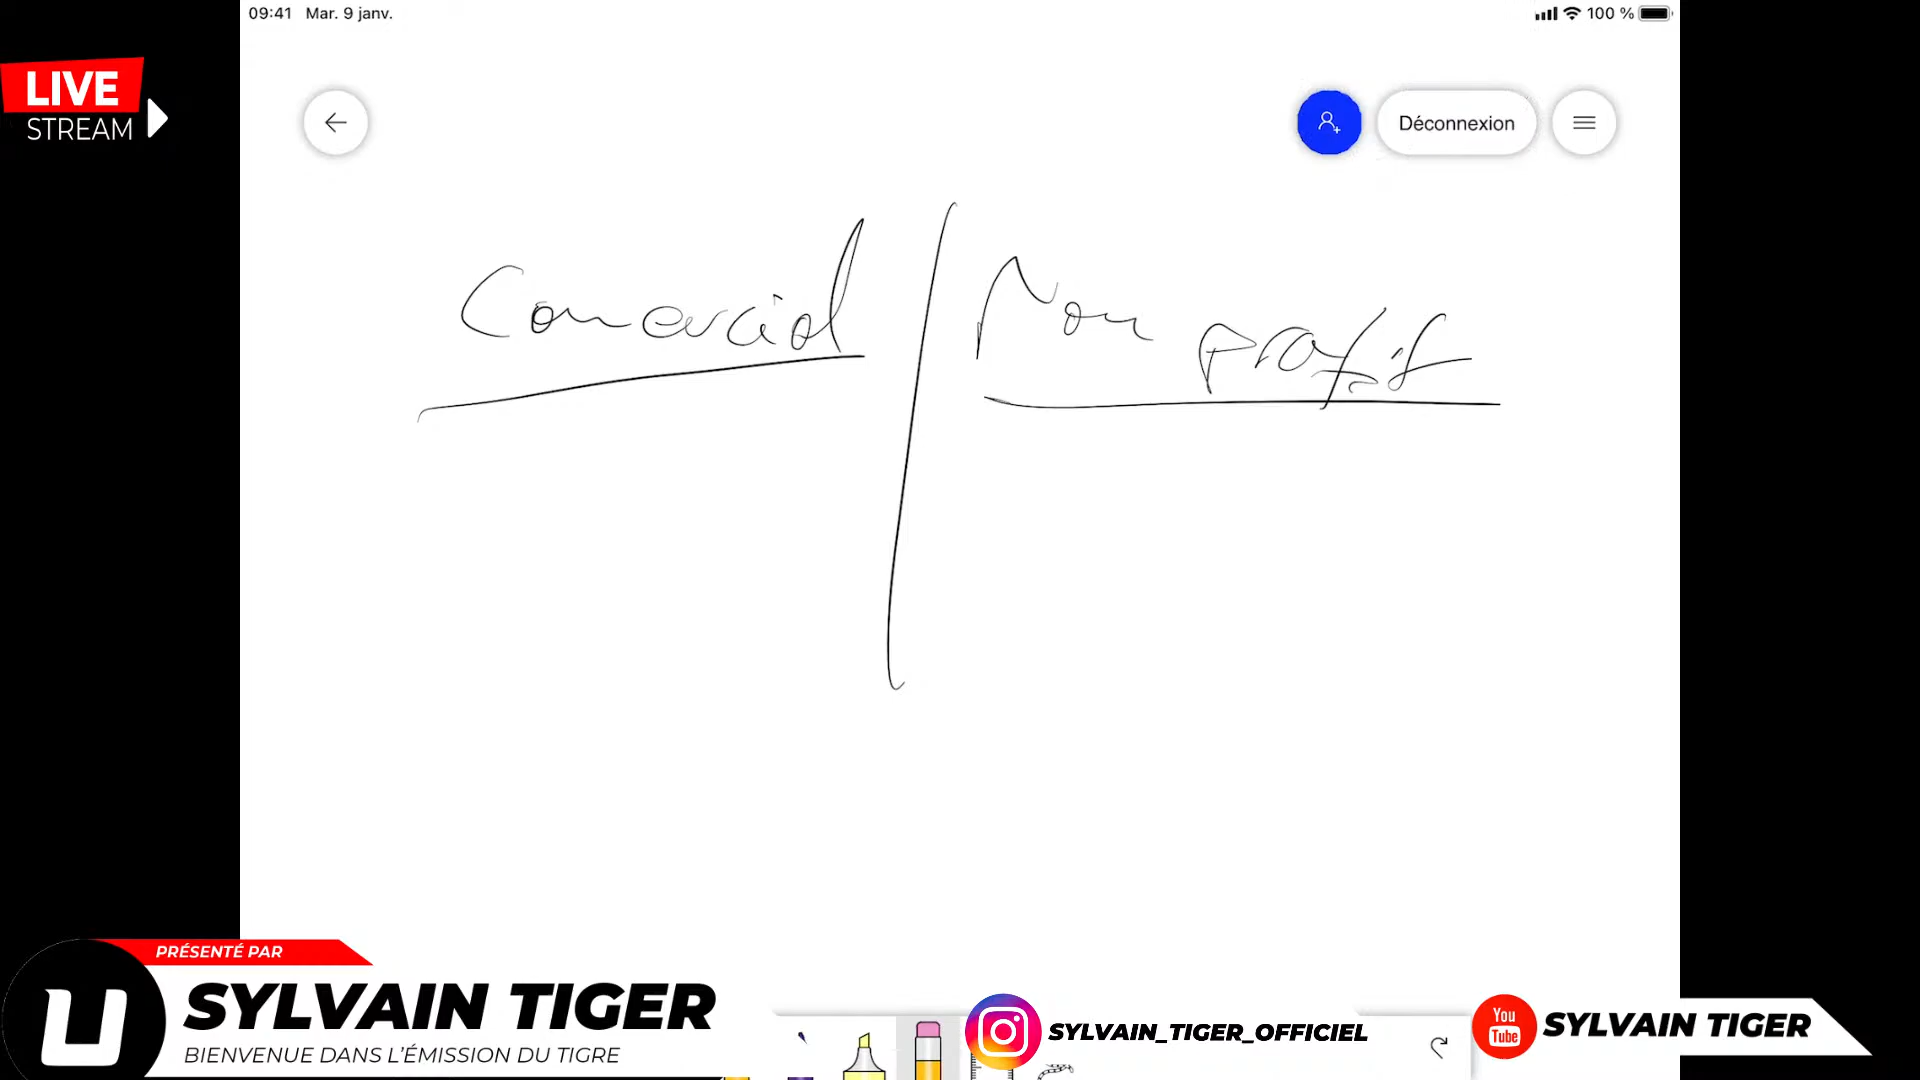 09:41 Mar. 9 janv.
100 %
LIVE
STREAM
Déconnexion
Comercial
Non profit
PRÉSENTÉ PAR
SYLVAIN TIGER
BIENVENUE DANS L'ÉMISSION DU TIGRE
SYLVAIN_TIGER_OFFICIEL
You
Tube
SYLVAIN TIGER